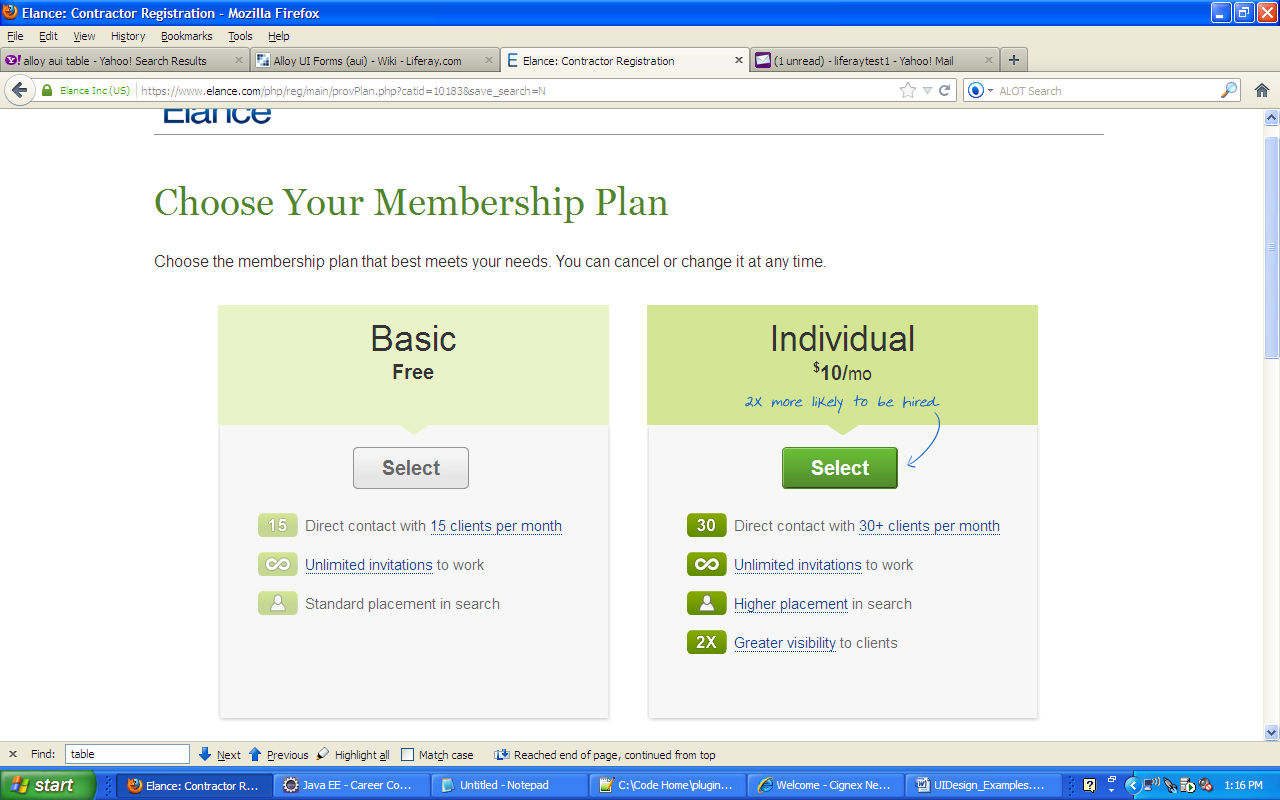 Elance: Contractor Registration - Mozilla Firefox
File Edit View History Bookmarks Tools Help
alloy aui table - Yahoo! Search Results
Alloy UI Forms (aui) - Wiki - Liferay.com
Elance: Contractor Registration
(1 unread) - liferaytest1 - Yahoo! Mail
Elance Inc (US) https://www.elance.com/php/reg/main/provPlan.php?catid=10183&save_search=N
ALOT Search
Elance
Choose Your Membership Plan
Choose the membership plan that best meets your needs. You can cancel or change it at any time.
Basic
Free
Select
15 Direct contact with 15 clients per month
Unlimited invitations to work
Standard placement in search
Individual
$10/mo
2X more likely to be hired
Select
30 Direct contact with 30+ clients per month
Unlimited invitations to work
Higher placement in search
2X Greater visibility to clients
Find: table Next Previous Highlight all Match case Reached end of page, continued from top
start Elance: Contractor R... Java EE - Career Co... Untitled - Notepad C:\Code Home\plugin... Welcome - Cignex Ne... UIDesign_Examples.... 1:16 PM